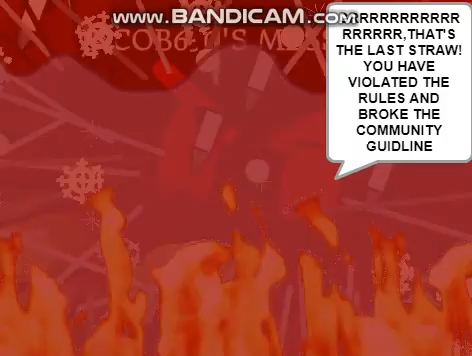 www.BANDICAM.com
RRRRRRRRRRRR
RRRRRR,THAT'S
THE LAST STRAW!
YOU HAVE
VIOLATED THE
RULES AND
BROKE THE
COMMUNITY
GUIDLINE